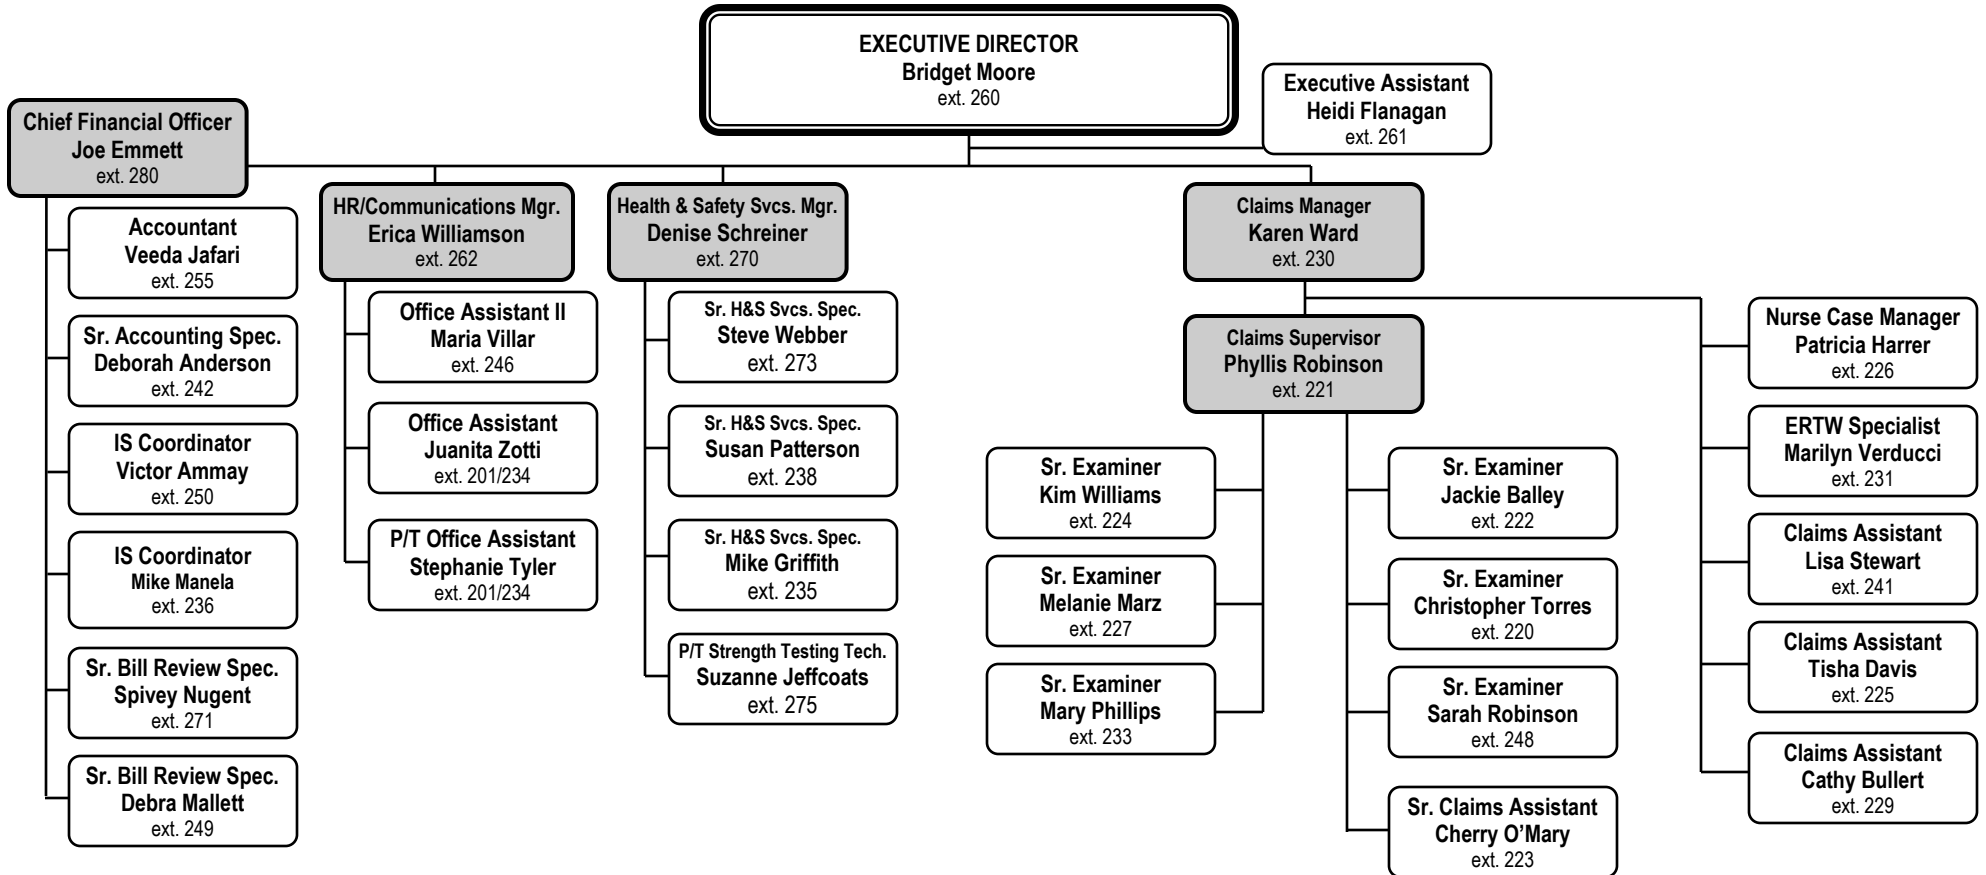 EXECUTIVE DIRECTOR
Bridget Moore
ext. 260
Executive Assistant
Heidi Flanagan
ext. 261
Chief Financial Officer
Joe Emmett
ext. 280
Accountant
Veeda Jafari
ext. 255
Sr. Accounting Spec.
Deborah Anderson
ext. 242
IS Coordinator
Victor Ammay
ext. 250
IS Coordinator
Mike Manela
ext. 236
Sr. Bill Review Spec.
Spivey Nugent
ext. 271
Sr. Bill Review Spec.
Debra Mallett
ext. 249
HR/Communications Mgr.
Erica Williamson
ext. 262
Office Assistant II
Maria Villar
ext. 246
Office Assistant
Juanita Zotti
ext. 201/234
P/T Office Assistant
Stephanie Tyler
ext. 201/234
Health & Safety Svcs. Mgr.
Denise Schreiner
ext. 270
Sr. H&S Svcs. Spec.
Steve Webber
ext. 273
Sr. H&S Svcs. Spec.
Susan Patterson
ext. 238
Sr. H&S Svcs. Spec.
Mike Griffith
ext. 235
P/T Strength Testing Tech.
Suzanne Jeffcoats
ext. 275
Claims Manager
Karen Ward
ext. 230
Claims Supervisor
Phyllis Robinson
ext. 221
Sr. Examiner
Kim Williams
ext. 224
Sr. Examiner
Melanie Marz
ext. 227
Sr. Examiner
Mary Phillips
ext. 233
Sr. Examiner
Jackie Balley
ext. 222
Sr. Examiner
Christopher Torres
ext. 220
Sr. Examiner
Sarah Robinson
ext. 248
Sr. Claims Assistant
Cherry O’Mary
ext. 223
Nurse Case Manager
Patricia Harrer
ext. 226
ERTW Specialist
Marilyn Verducci
ext. 231
Claims Assistant
Lisa Stewart
ext. 241
Claims Assistant
Tisha Davis
ext. 225
Claims Assistant
Cathy Bullert
ext. 229